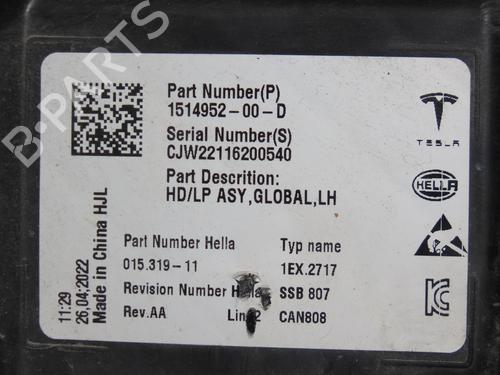 B-PARTS
Part Number(P)
1514952-00-D
Serial Number(S)
CJW22116200540
Part Descrition:
HD/LP ASY,GLOBAL,LH
TESLA
HELLA
Part Number Hella
015.319-11
Revision Number
Rev.AA
Typ name
1EX.2717
SSB 807
CAN808
11:29
26,04,2022
Made in China HJL